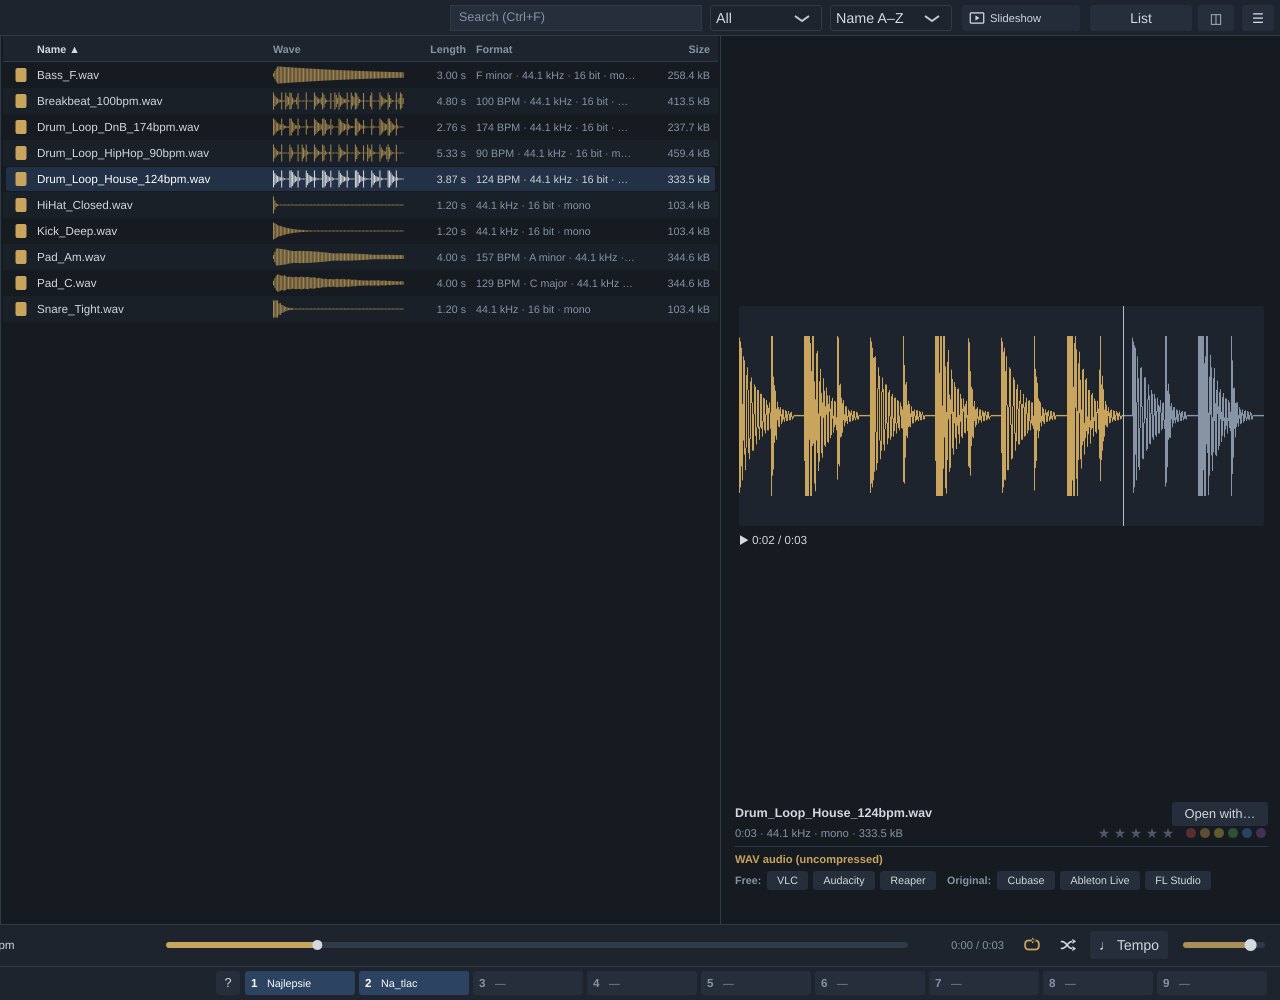 Search (Ctrl+F) All Name A–Z Slideshow List
Name ▲ Wave Length Format Size
Bass_F.wav 3.00 s F minor · 44.1 kHz · 16 bit · mo… 258.4 kB
Breakbeat_100bpm.wav 4.80 s 100 BPM · 44.1 kHz · 16 bit · … 413.5 kB
Drum_Loop_DnB_174bpm.wav 2.76 s 174 BPM · 44.1 kHz · 16 bit · … 237.7 kB
Drum_Loop_HipHop_90bpm.wav 5.33 s 90 BPM · 44.1 kHz · 16 bit · m… 459.4 kB
Drum_Loop_House_124bpm.wav 3.87 s 124 BPM · 44.1 kHz · 16 bit · … 333.5 kB
HiHat_Closed.wav 1.20 s 44.1 kHz · 16 bit · mono 103.4 kB
Kick_Deep.wav 1.20 s 44.1 kHz · 16 bit · mono 103.4 kB
Pad_Am.wav 4.00 s 157 BPM · A minor · 44.1 kHz ·… 344.6 kB
Pad_C.wav 4.00 s 129 BPM · C major · 44.1 kHz … 344.6 kB
Snare_Tight.wav 1.20 s 44.1 kHz · 16 bit · mono 103.4 kB
0:02 / 0:03
Drum_Loop_House_124bpm.wav Open with…
0:03 · 44.1 kHz · mono · 333.5 kB
WAV audio (uncompressed)
Free: VLC Audacity Reaper Original: Cubase Ableton Live FL Studio
pm 0:00 / 0:03 ♩ Tempo
? 1 Najlepsie 2 Na_tlac 3 — 4 — 5 — 6 — 7 — 8 — 9 —